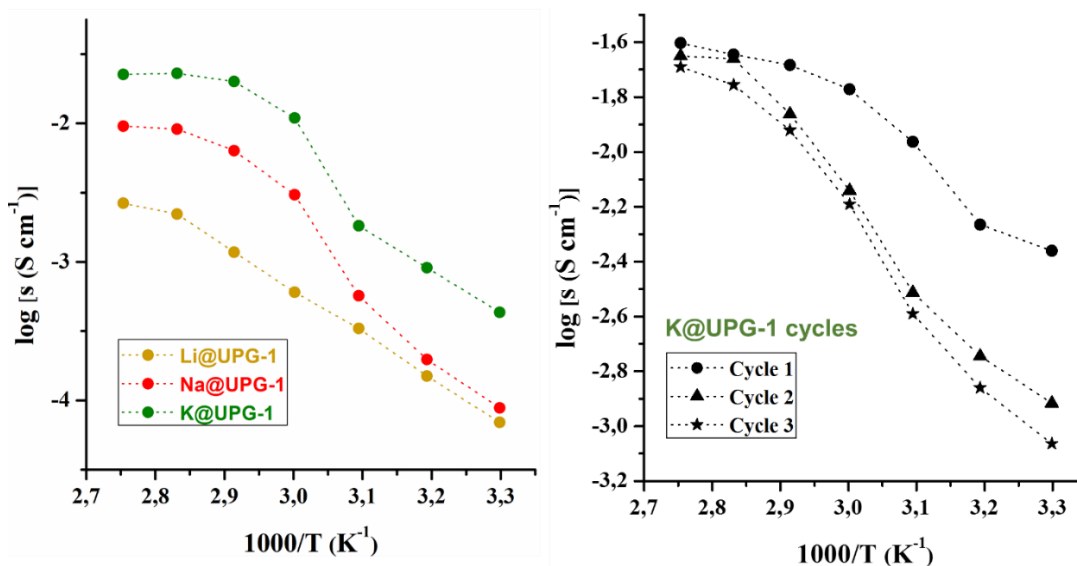 log [s (S cm⁻¹)]
-2
-3
-4
Li@UPG-1
Na@UPG-1
K@UPG-1
2,7 2,8 2,9 3,0 3,1 3,2 3,3
1000/T (K⁻¹)
log [s (S cm⁻¹)]
-1,6
-1,8
-2,0
-2,2
-2,4
-2,6
-2,8
-3,0
-3,2
K@UPG-1 cycles
Cycle 1
Cycle 2
Cycle 3
2,7 2,8 2,9 3,0 3,1 3,2 3,3
1000/T (K⁻¹)